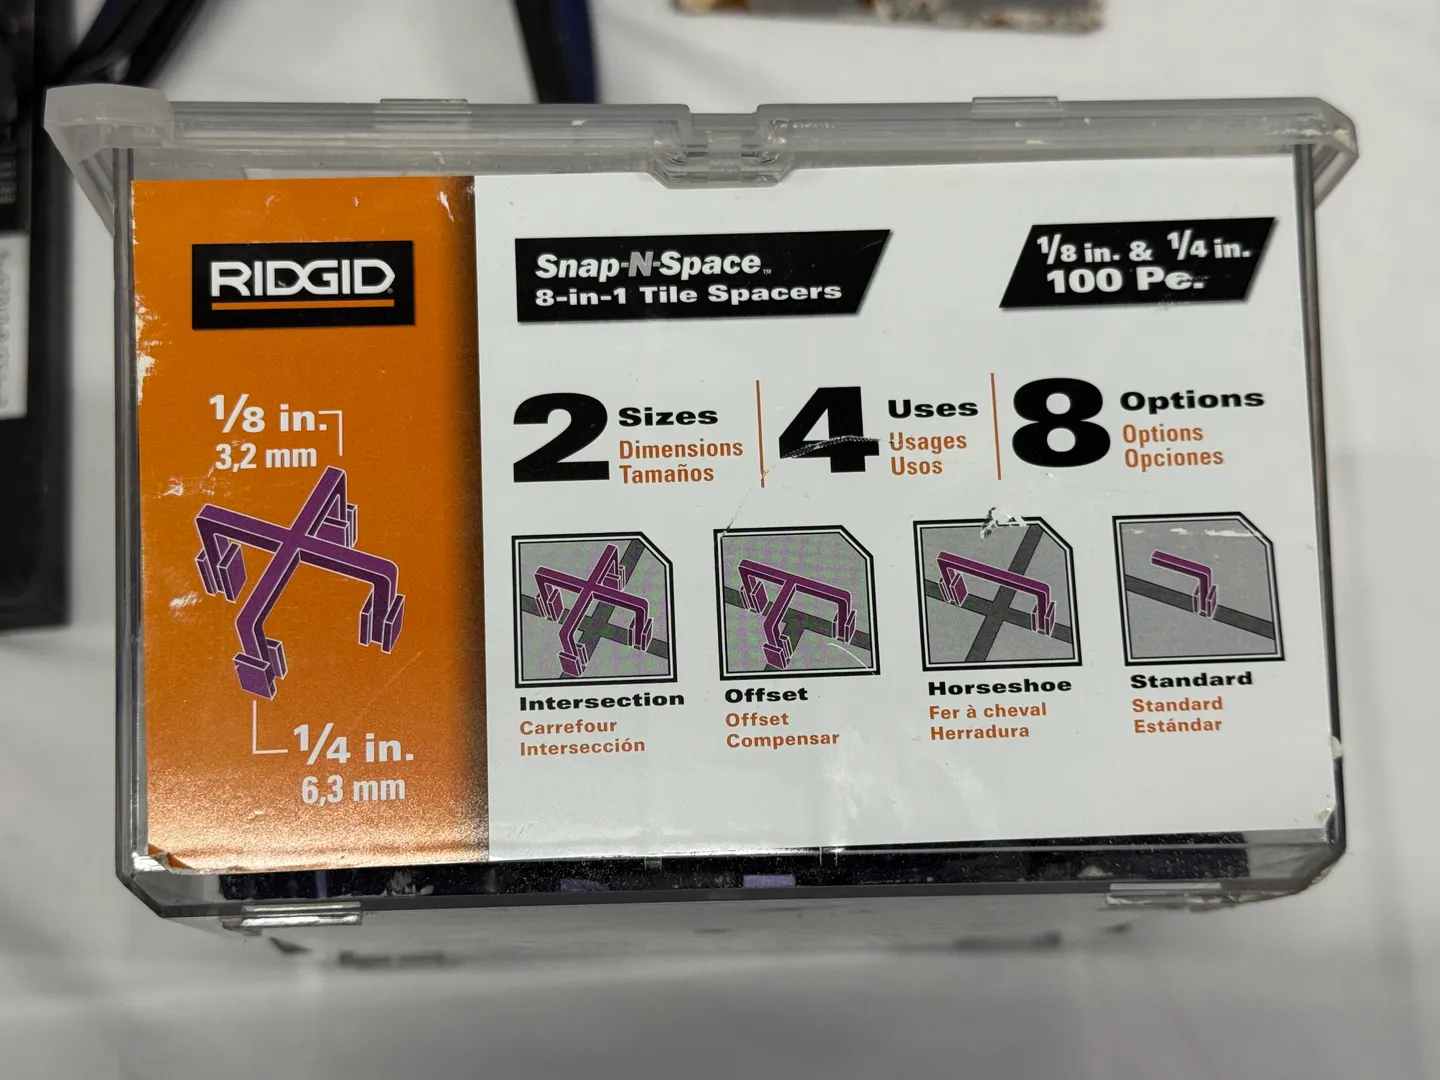 RIDGID
1/8 in.
3,2 mm
1/4 in.
6,3 mm
Snap-N-Space™
8-in-1 Tile Spacers
1/8 in. & 1/4 in.
100 Pc.
2 Sizes
Dimensions
Tamaños
4 Uses
Usages
Usos
8 Options
Options
Opciones
Intersection
Carrefour
Intersección
Offset
Offset
Compensar
Horseshoe
Fer à cheval
Herradura
Standard
Standard
Estándar